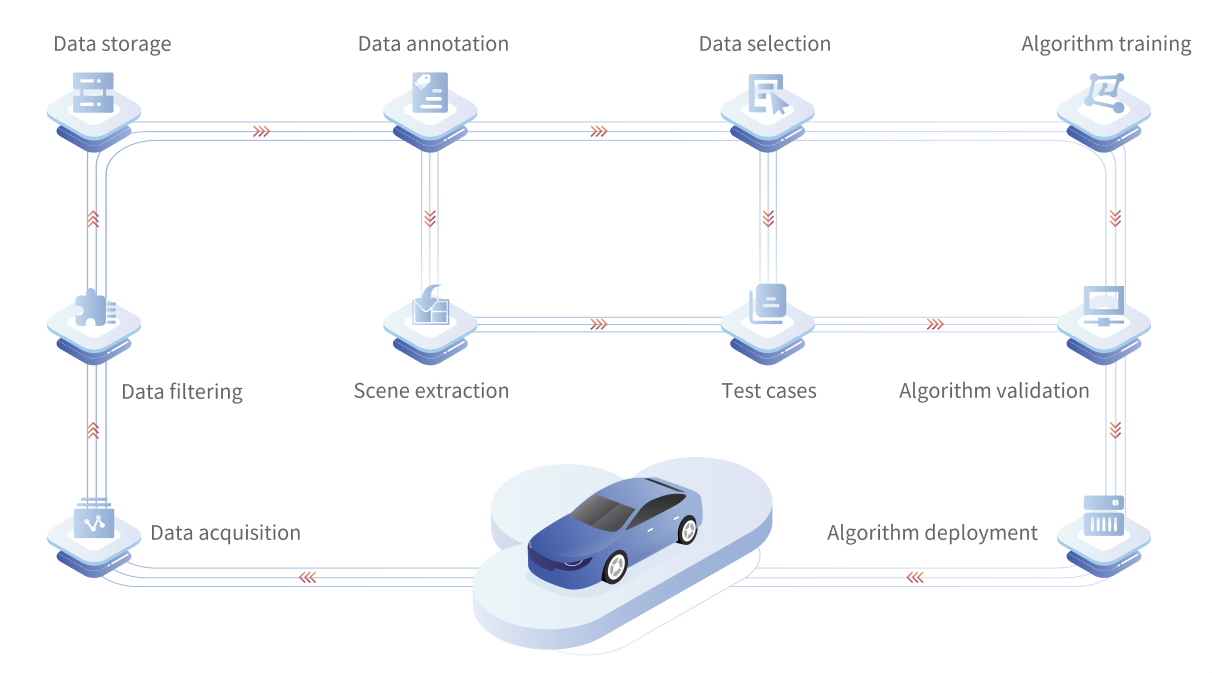 Data storage
Data annotation
Data selection
Algorithm training
Data filtering
Scene extraction
Test cases
Algorithm validation
Data acquisition
Algorithm deployment